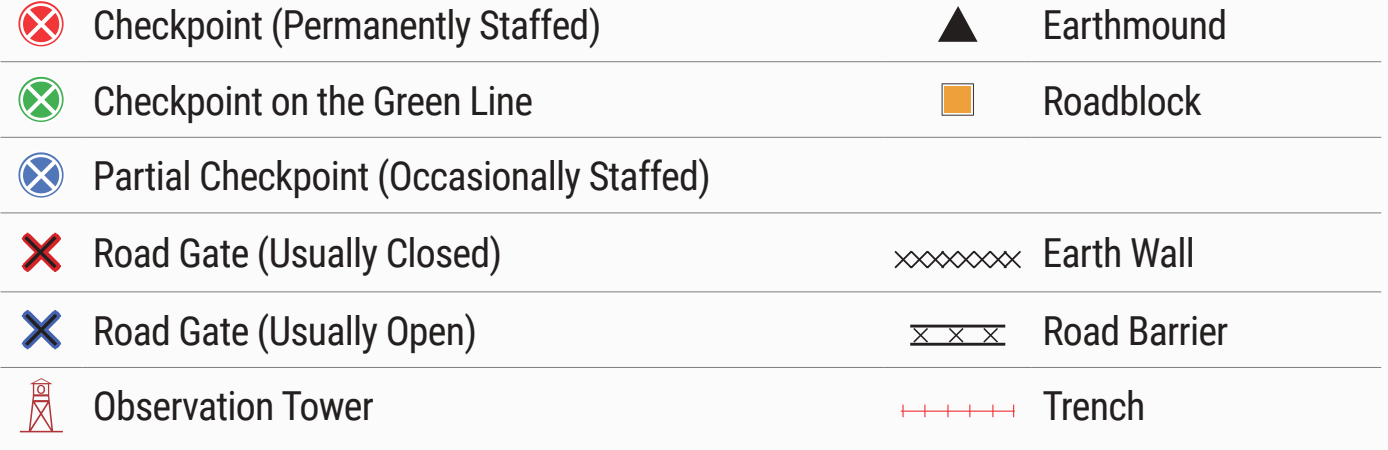 Checkpoint (Permanently Staffed)
Earthmound
Checkpoint on the Green Line
Roadblock
Partial Checkpoint (Occasionally Staffed)
Road Gate (Usually Closed)
Earth Wall
Road Gate (Usually Open)
Road Barrier
Observation Tower
Trench